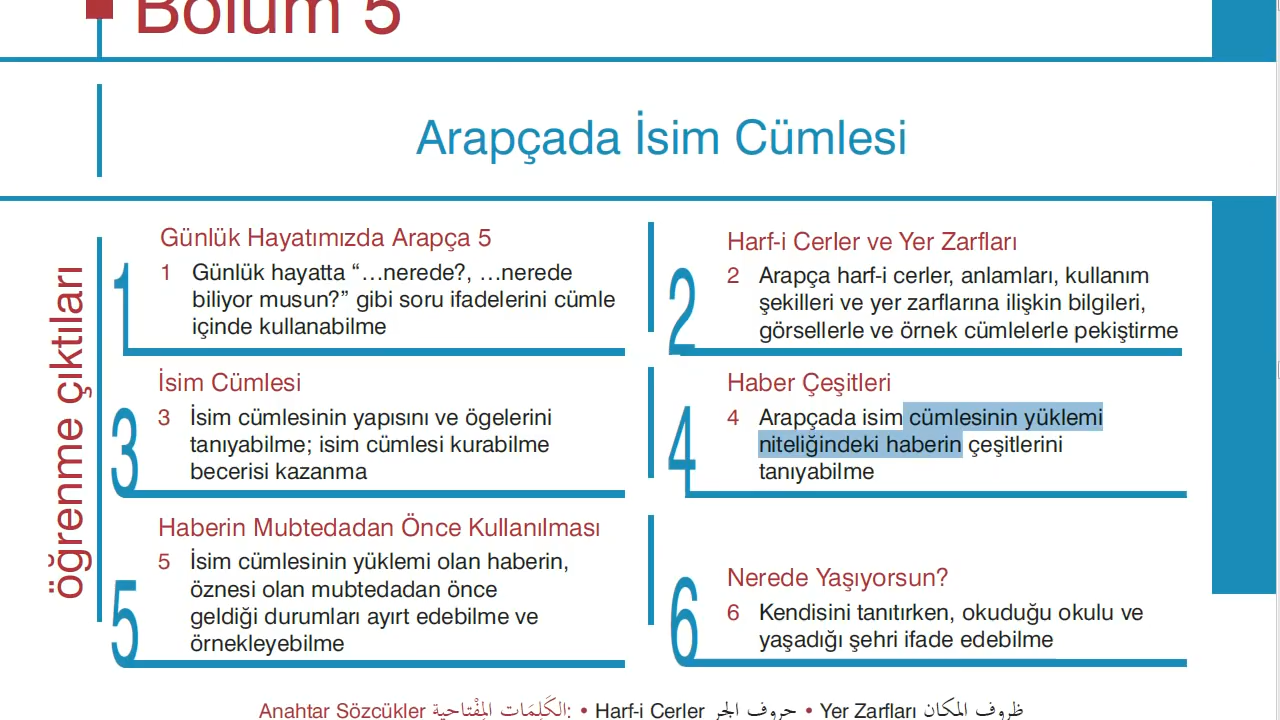 Bölüm 5
Arapçada İsim Cümlesi
öğrenme çıktıları
1
Günlük Hayatımızda Arapça 5
1 Günlük hayatta “…nerede?, …nerede
biliyor musun?” gibi soru ifadelerini cümle
içinde kullanabilme
2
Harf-i Cerler ve Yer Zarfları
2 Arapça harf-i cerler, anlamları, kullanım
şekilleri ve yer zarflarına ilişkin bilgileri,
görsellerle ve örnek cümlelerle pekiştirme
3
İsim Cümlesi
3 İsim cümlesinin yapısını ve ögelerini
tanıyabilme; isim cümlesi kurabilme
becerisi kazanma
4
Haber Çeşitleri
4 Arapçada isim cümlesinin yüklemi
niteliğindeki haberin çeşitlerini
tanıyabilme
5
Haberin Mubtedadan Önce Kullanılması
5 İsim cümlesinin yüklemi olan haberin,
öznesi olan mubtedadan önce
geldiği durumları ayırt edebilme ve
örnekleyebilme
6
Nerede Yaşıyorsun?
6 Kendisini tanıtırken, okuduğu okulu ve
yaşadığı şehri ifade edebilme
Anahtar Sözcükler الكَلِمَات المِفْتاحية: • Harf-i Cerler حروف الجر • Yer Zarfları ظروف المكان